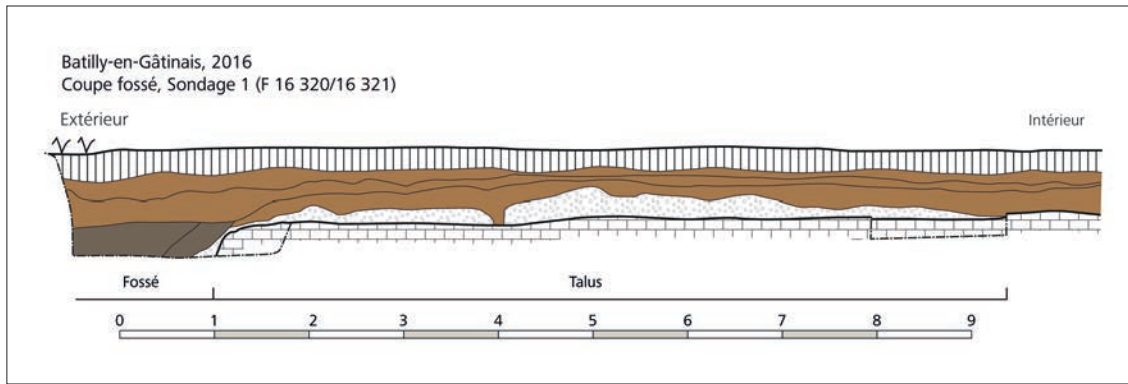 Batilly-en-Gâtinais, 2016
Coupe fossé, Sondage 1 (F 16 320/16 321)
Extérieur
Intérieur
Fossé
Talus
0 1 2 3 4 5 6 7 8 9